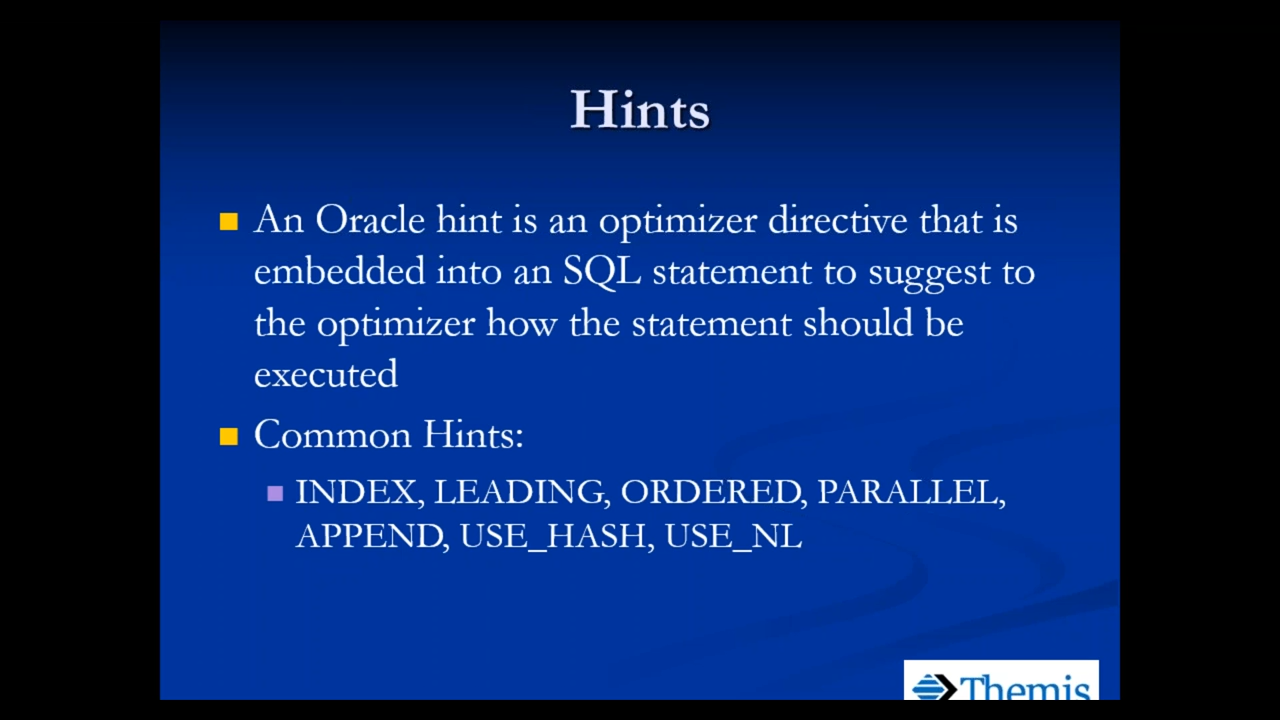 Hints
An Oracle hint is an optimizer directive that is
embedded into an SQL statement to suggest to
the optimizer how the statement should be
executed
Common Hints:
INDEX, LEADING, ORDERED, PARALLEL,
APPEND, USE_HASH, USE_NL
Themis